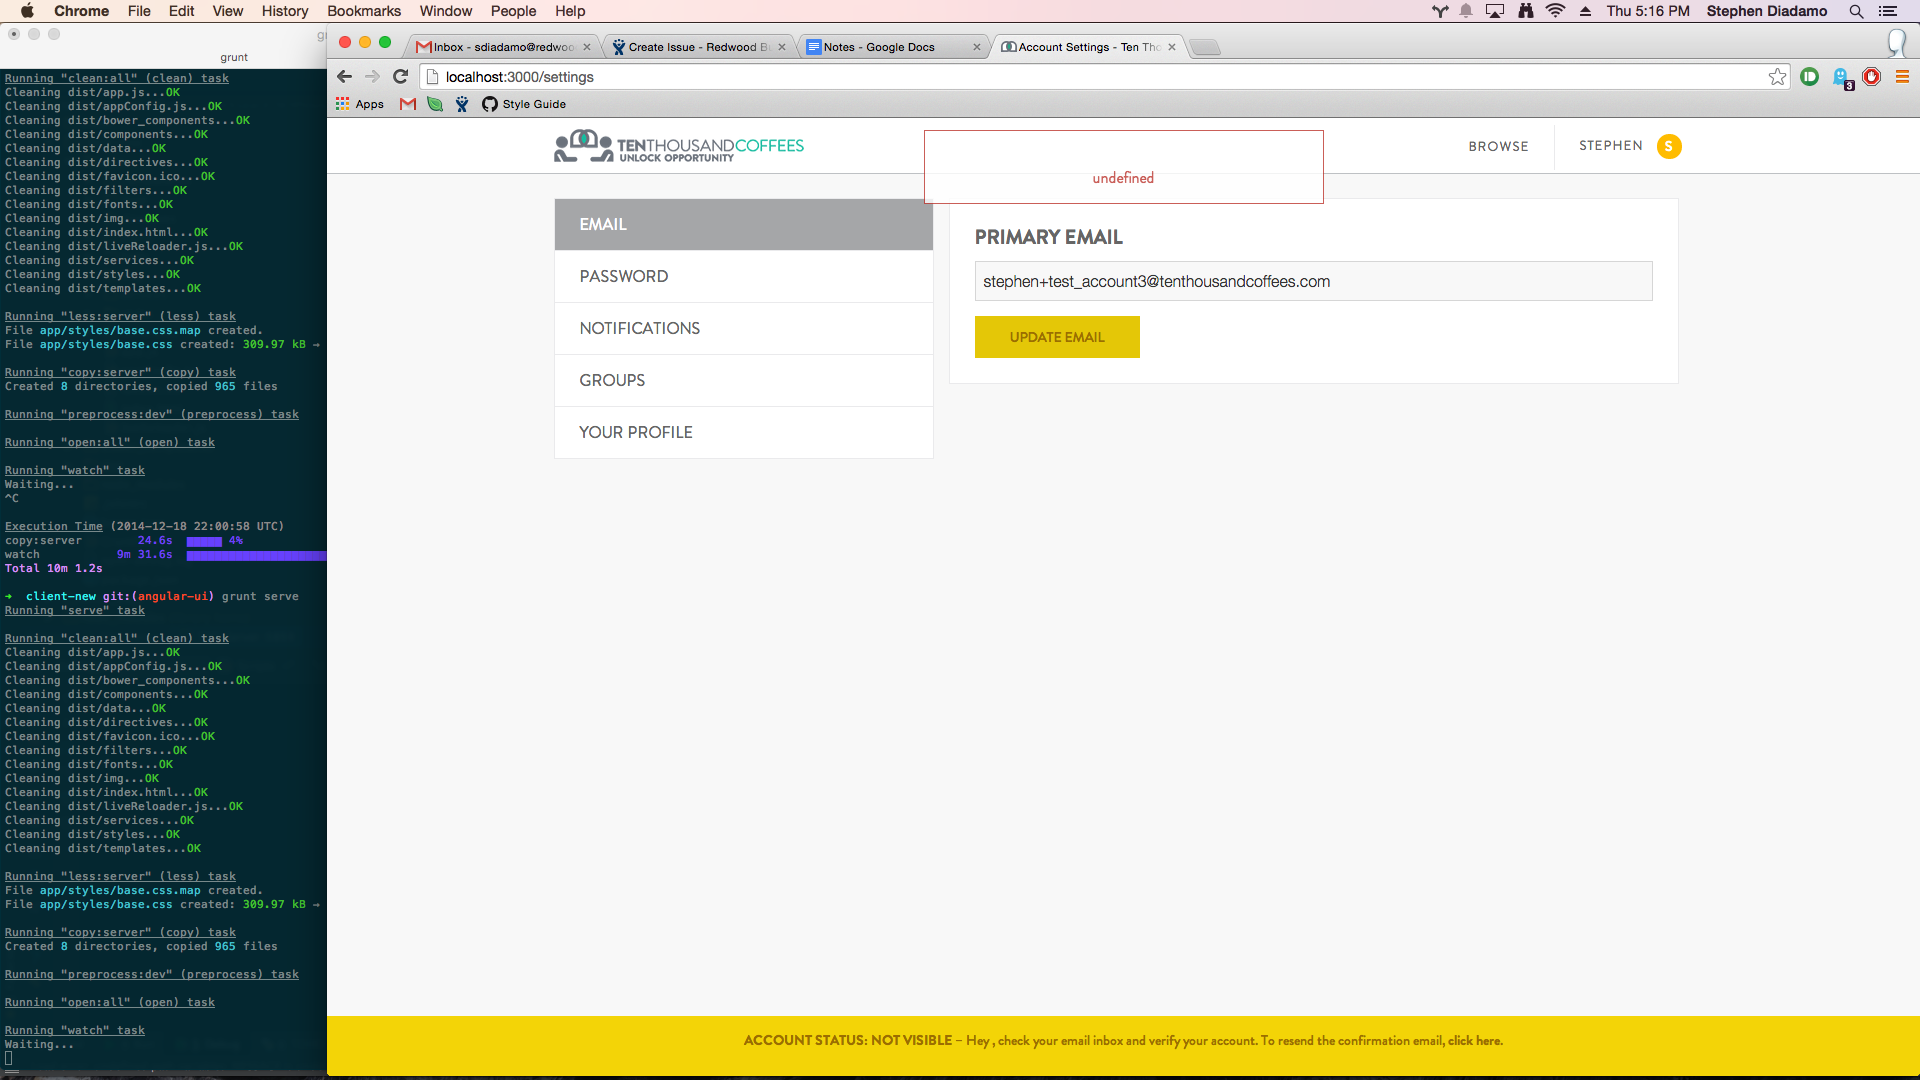 Chrome File Edit View History Bookmarks Window People Help
Thu 5:16 PM Stephen Diadamo
grunt
Running "clean:all" (clean) task
Cleaning dist/app.js...OK
Cleaning dist/appConfig.js...OK
Cleaning dist/bower_components...OK
Cleaning dist/components...OK
Cleaning dist/data...OK
Cleaning dist/directives...OK
Cleaning dist/favicon.ico...OK
Cleaning dist/filters...OK
Cleaning dist/fonts...OK
Cleaning dist/img...OK
Cleaning dist/index.html...OK
Cleaning dist/liveReloader.js...OK
Cleaning dist/services...OK
Cleaning dist/styles...OK
Cleaning dist/templates...OK
Running "less:server" (less) task
File app/styles/base.css.map created.
File app/styles/base.css created: 309.97 kB →
Running "copy:server" (copy) task
Created 8 directories, copied 965 files
Running "preprocess:dev" (preprocess) task
Running "open:all" (open) task
Running "watch" task
Waiting...
^C
Execution Time (2014-12-18 22:00:58 UTC)
copy:server 24.6s 4%
watch 9m 31.6s
Total 10m 1.2s
➜ client-new git:(angular-ui) grunt serve
Running "serve" task
Running "clean:all" (clean) task
Cleaning dist/app.js...OK
Cleaning dist/appConfig.js...OK
Cleaning dist/bower_components...OK
Cleaning dist/components...OK
Cleaning dist/data...OK
Cleaning dist/directives...OK
Cleaning dist/favicon.ico...OK
Cleaning dist/filters...OK
Cleaning dist/fonts...OK
Cleaning dist/img...OK
Cleaning dist/index.html...OK
Cleaning dist/liveReloader.js...OK
Cleaning dist/services...OK
Cleaning dist/styles...OK
Cleaning dist/templates...OK
Running "less:server" (less) task
File app/styles/base.css.map created.
File app/styles/base.css created: 309.97 kB →
Running "copy:server" (copy) task
Created 8 directories, copied 965 files
Running "preprocess:dev" (preprocess) task
Running "open:all" (open) task
Running "watch" task
Waiting...
Inbox - sdiadamo@redwoo
Create Issue - Redwood B
Notes - Google Docs
Account Settings - Ten Tho
localhost:3000/settings
3
Apps
Style Guide
TENTHOUSANDCOFFEES
UNLOCK OPPORTUNITY
undefined
BROWSE
STEPHEN S
EMAIL
PASSWORD
NOTIFICATIONS
GROUPS
YOUR PROFILE
PRIMARY EMAIL
stephen+test_account3@tenthousandcoffees.com
UPDATE EMAIL
ACCOUNT STATUS: NOT VISIBLE – Hey , check your email inbox and verify your account. To resend the confirmation email, click here.